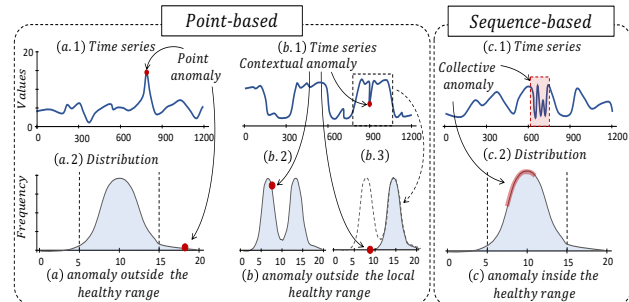 Point-based
Sequence-based
(a.1) Time series
(b.1) Time Series
(c.1) Time series
Point
anomaly
Contextual anomaly
Collective
anomaly
Values
20
15
10
5
0
0 300 600 900 1200
0 300 600 900 1200
0 300 600 900 1200
(a.2) Distribution
(b.2)
(b.3)
(c.2) Distribution
Frequency
0 5 10 15 20
0 5 10 15 20
0 5 10 15 20
0 5 10 15 20
(a) anomaly outside the
healthy range
(b) anomaly outside the local
healthy range
(c) anomaly inside the
healthy range